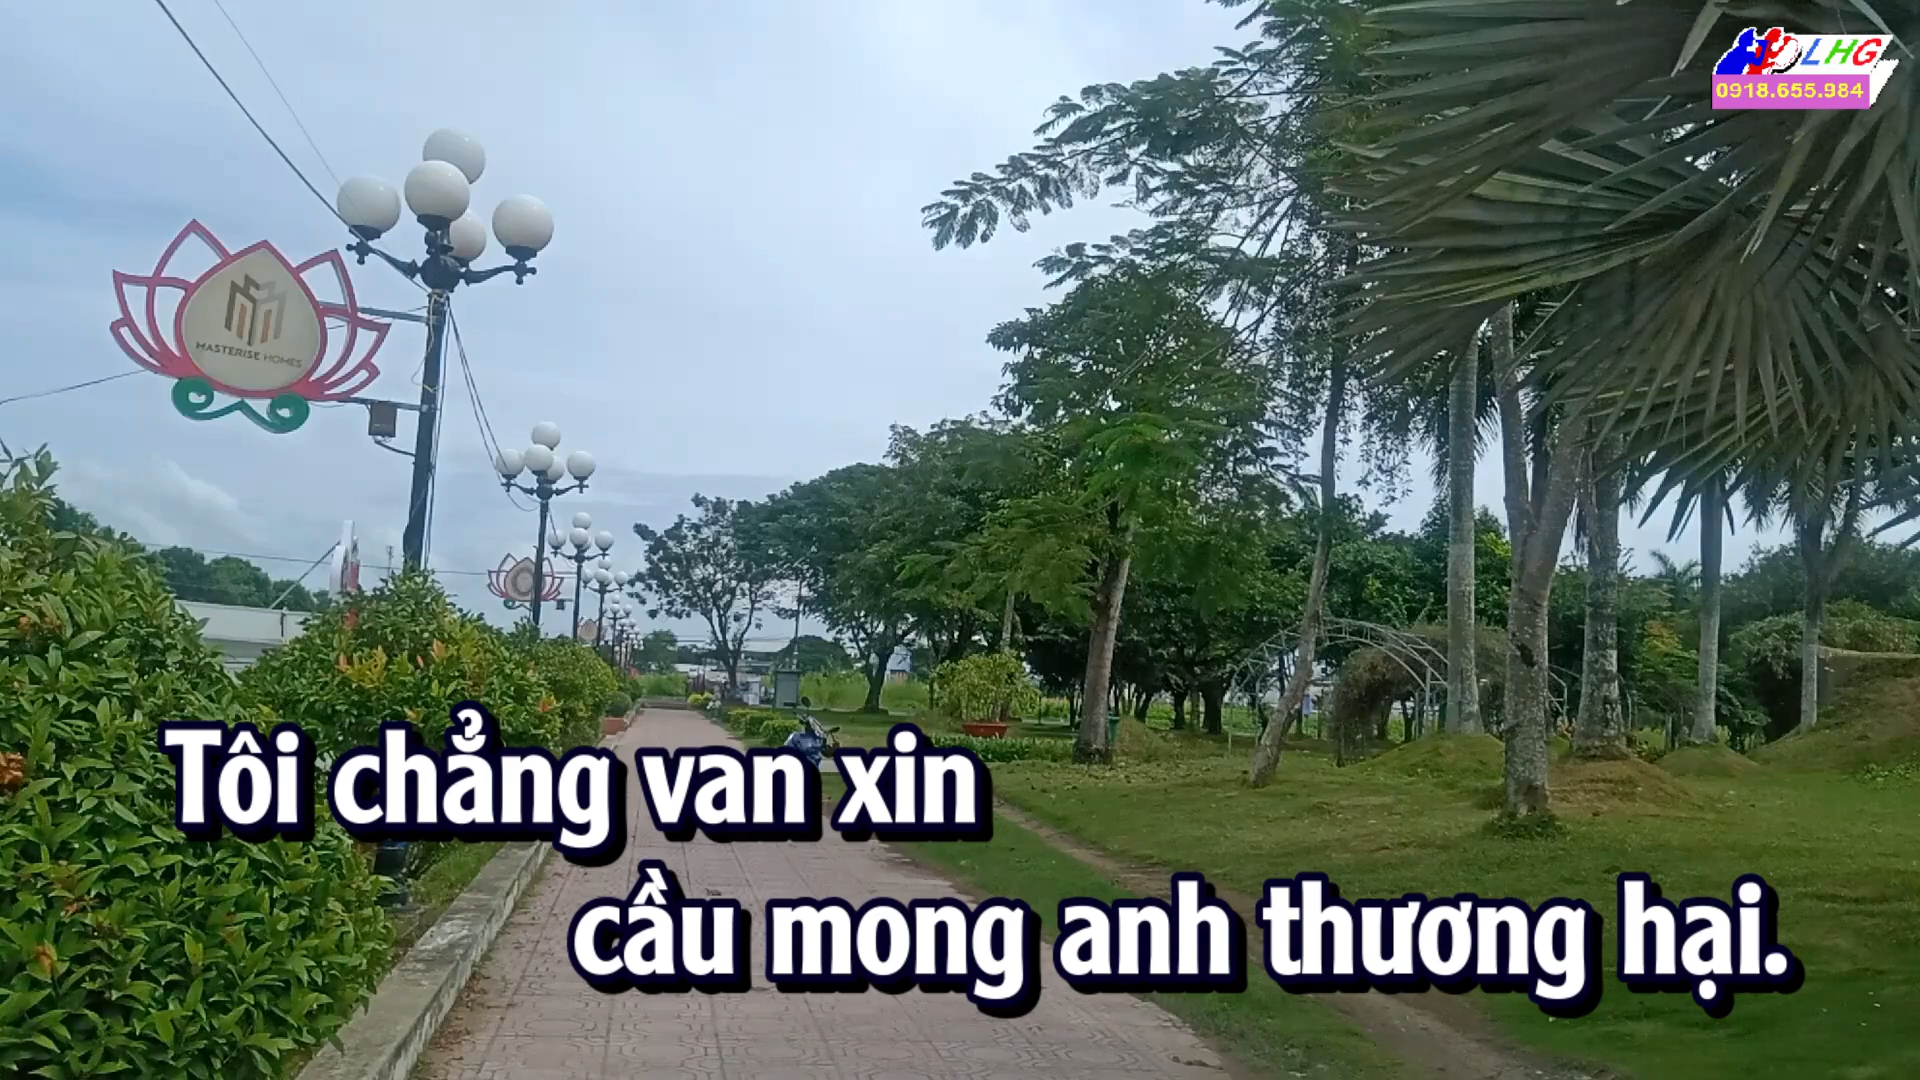 LHG
0918.655.984
MASTERISE HOMES
Tôi chẳng van xin
cầu mong anh thương hại.